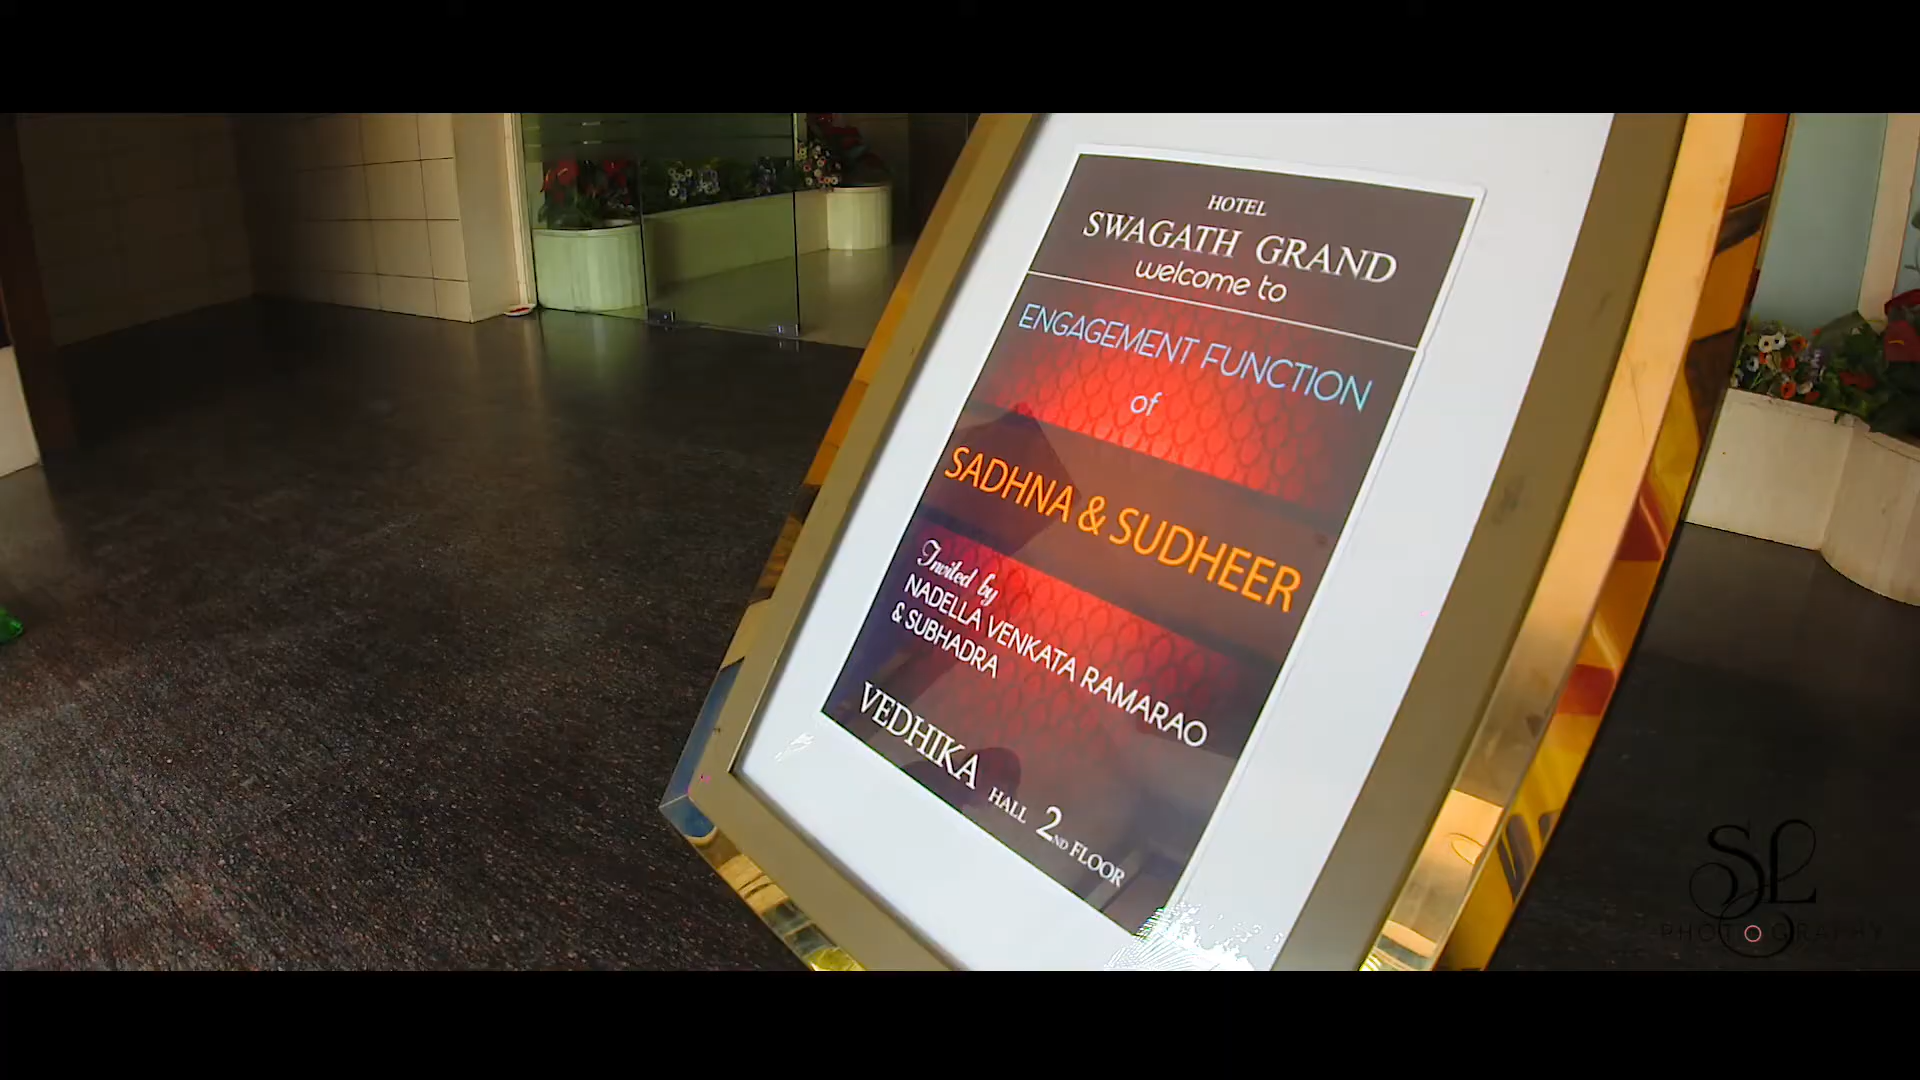 HOTEL
SWAGATH GRAND
welcome to
ENGAGEMENT FUNCTION
of
SADHNA & SUDHEER
Invited by
NADELLA VENKATA RAMARAO
& SUBHADRA
VEDHIKA HALL 2ND FLOOR
SL
PHOTOGRAPHY